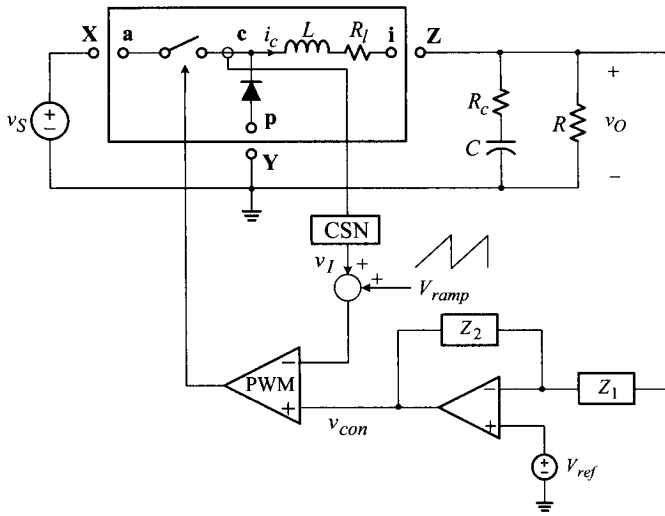 X a c i_c L R_l i Z
+
v_S + −
p
Y
R_c
C
R
v_O
−
CSN
v_I +
+
V_ramp
Z_2
PWM
−
+
v_con
−
+
Z_1
+ −
V_ref